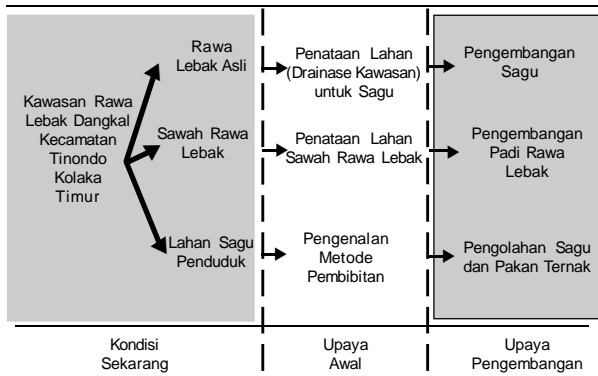 Kawasan Rawa
Lebak Dangkal
Kecamatan
Tinondo
Kolaka
Timur
Rawa
Lebak Asli
Penataan Lahan
(Drainase Kawasan)
untuk Sagu
Pengembangan
Sagu
Sawah Rawa
Lebak
Penataan Lahan
Sawah Rawa Lebak
Pengembangan
Padi Rawa
Lebak
Lahan Sagu
Penduduk
Pengenalan
Metode
Pembibitan
Pengolahan Sagu
dan Pakan Ternak
Kondisi
Sekarang
Upaya
Awal
Upaya
Pengembangan